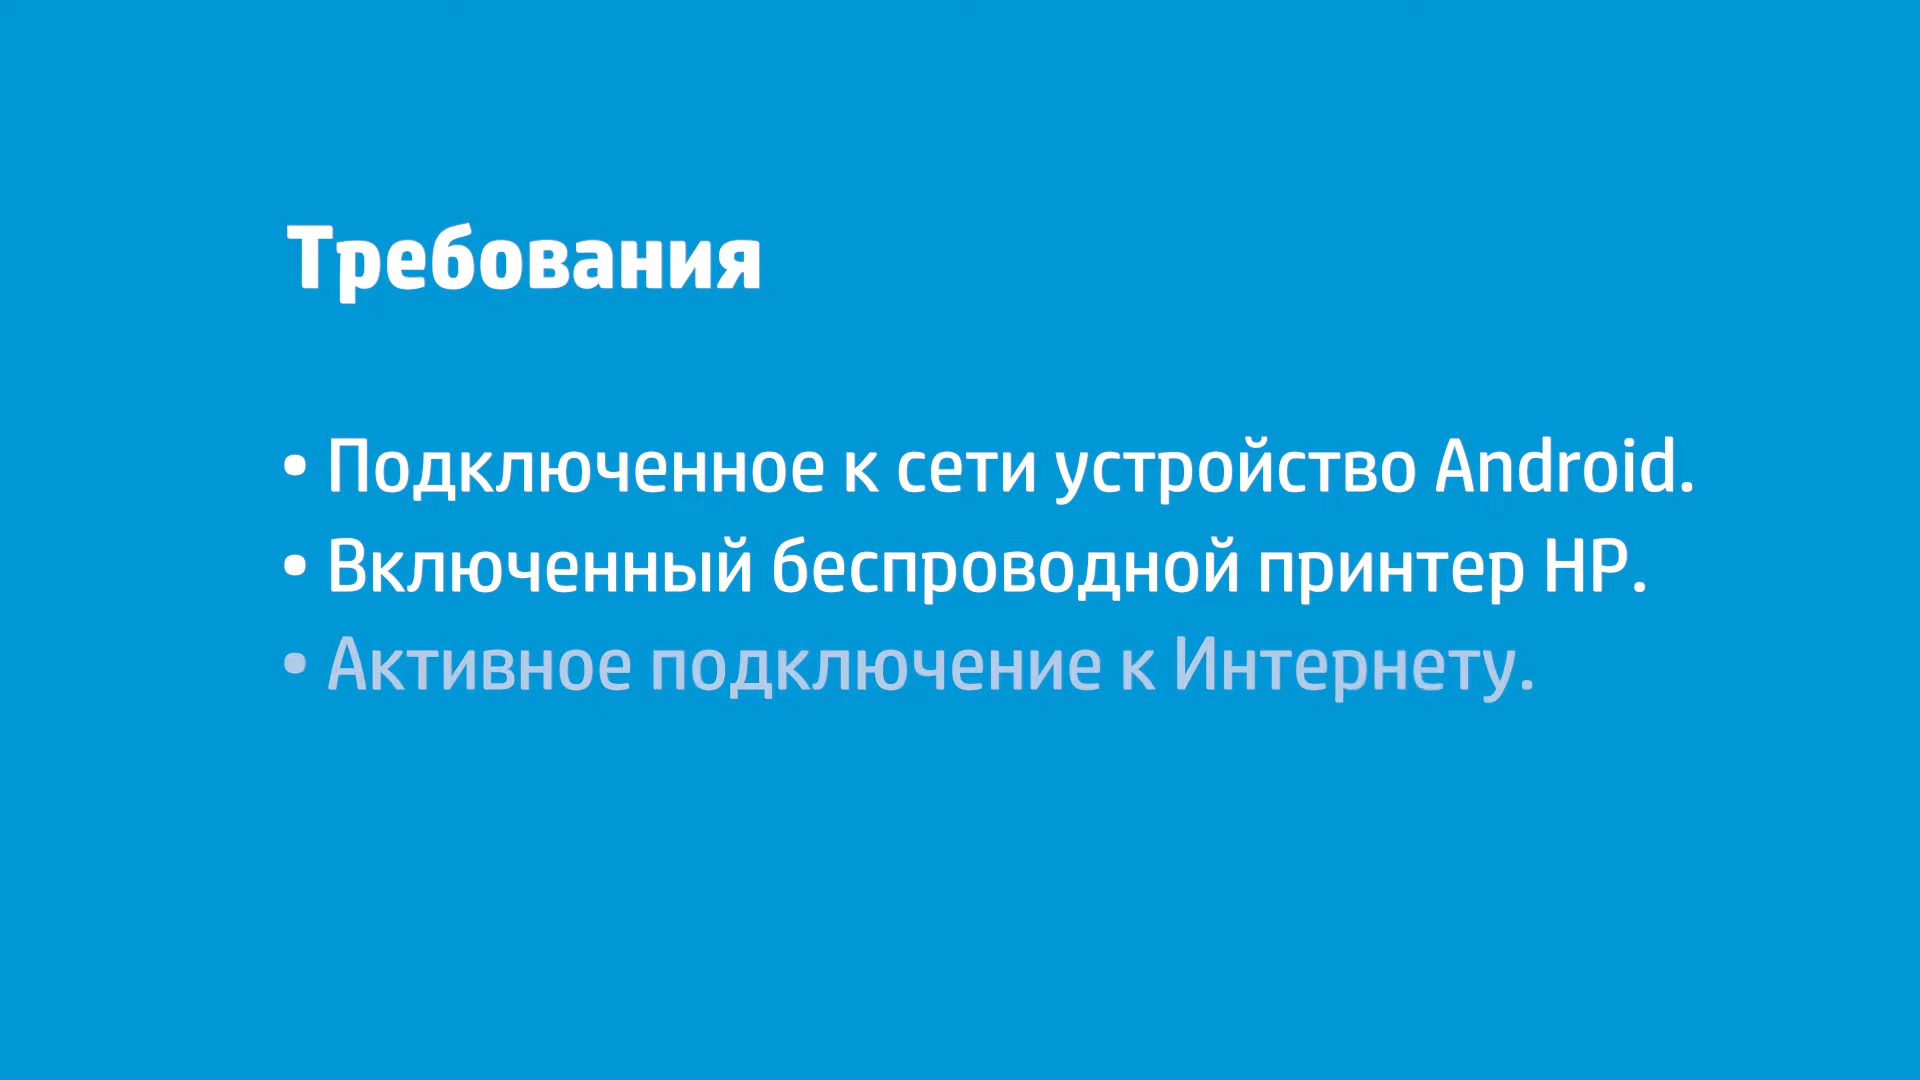 Требования
• Подключенное к сети устройство Android.
• Включенный беспроводной принтер HP.
• Активное подключение к Интернету.